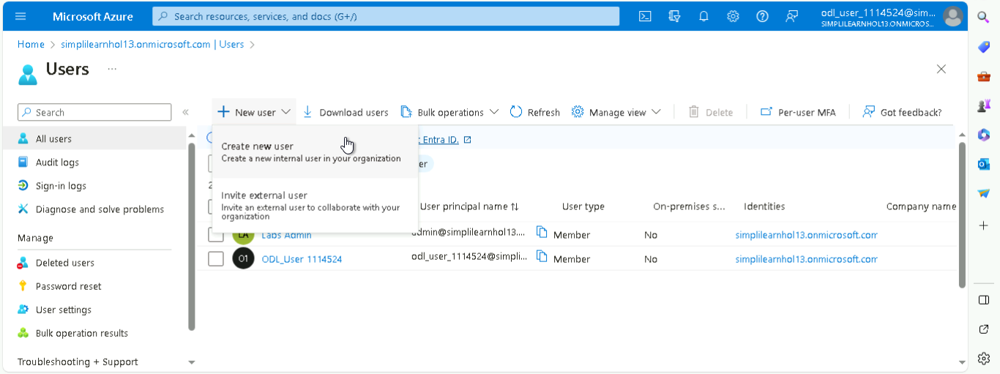 Microsoft Azure
Search resources, services, and docs (G+/)
odl_user_1114524@sim...
SIMPLILEARNHOL13.ONMICROS...
Home > simplilearnhol13.onmicrosoft.com | Users >
Users ...
Search
«
+ New user
Download users
Bulk operations
Refresh
Manage view
Delete
Per-user MFA
Got feedback?
All users
Audit logs
Sign-in logs
Diagnose and solve problems
Manage
Deleted users
Password reset
User settings
Bulk operation results
Troubleshooting + Support
Create new user
Create a new internal user in your organization
Invite external user
Invite an external user to collaborate with your
organization
Entra ID.
User principal name
User type
On-premises s...
Identities
Company name
LA
Labs Admin
admin@simplilearnhol13....
Member
No
simplilearnhol13.onmicrosoft.com
O1
ODL_User 1114524
odl_user_1114524@simpli...
Member
No
simplilearnhol13.onmicrosoft.com